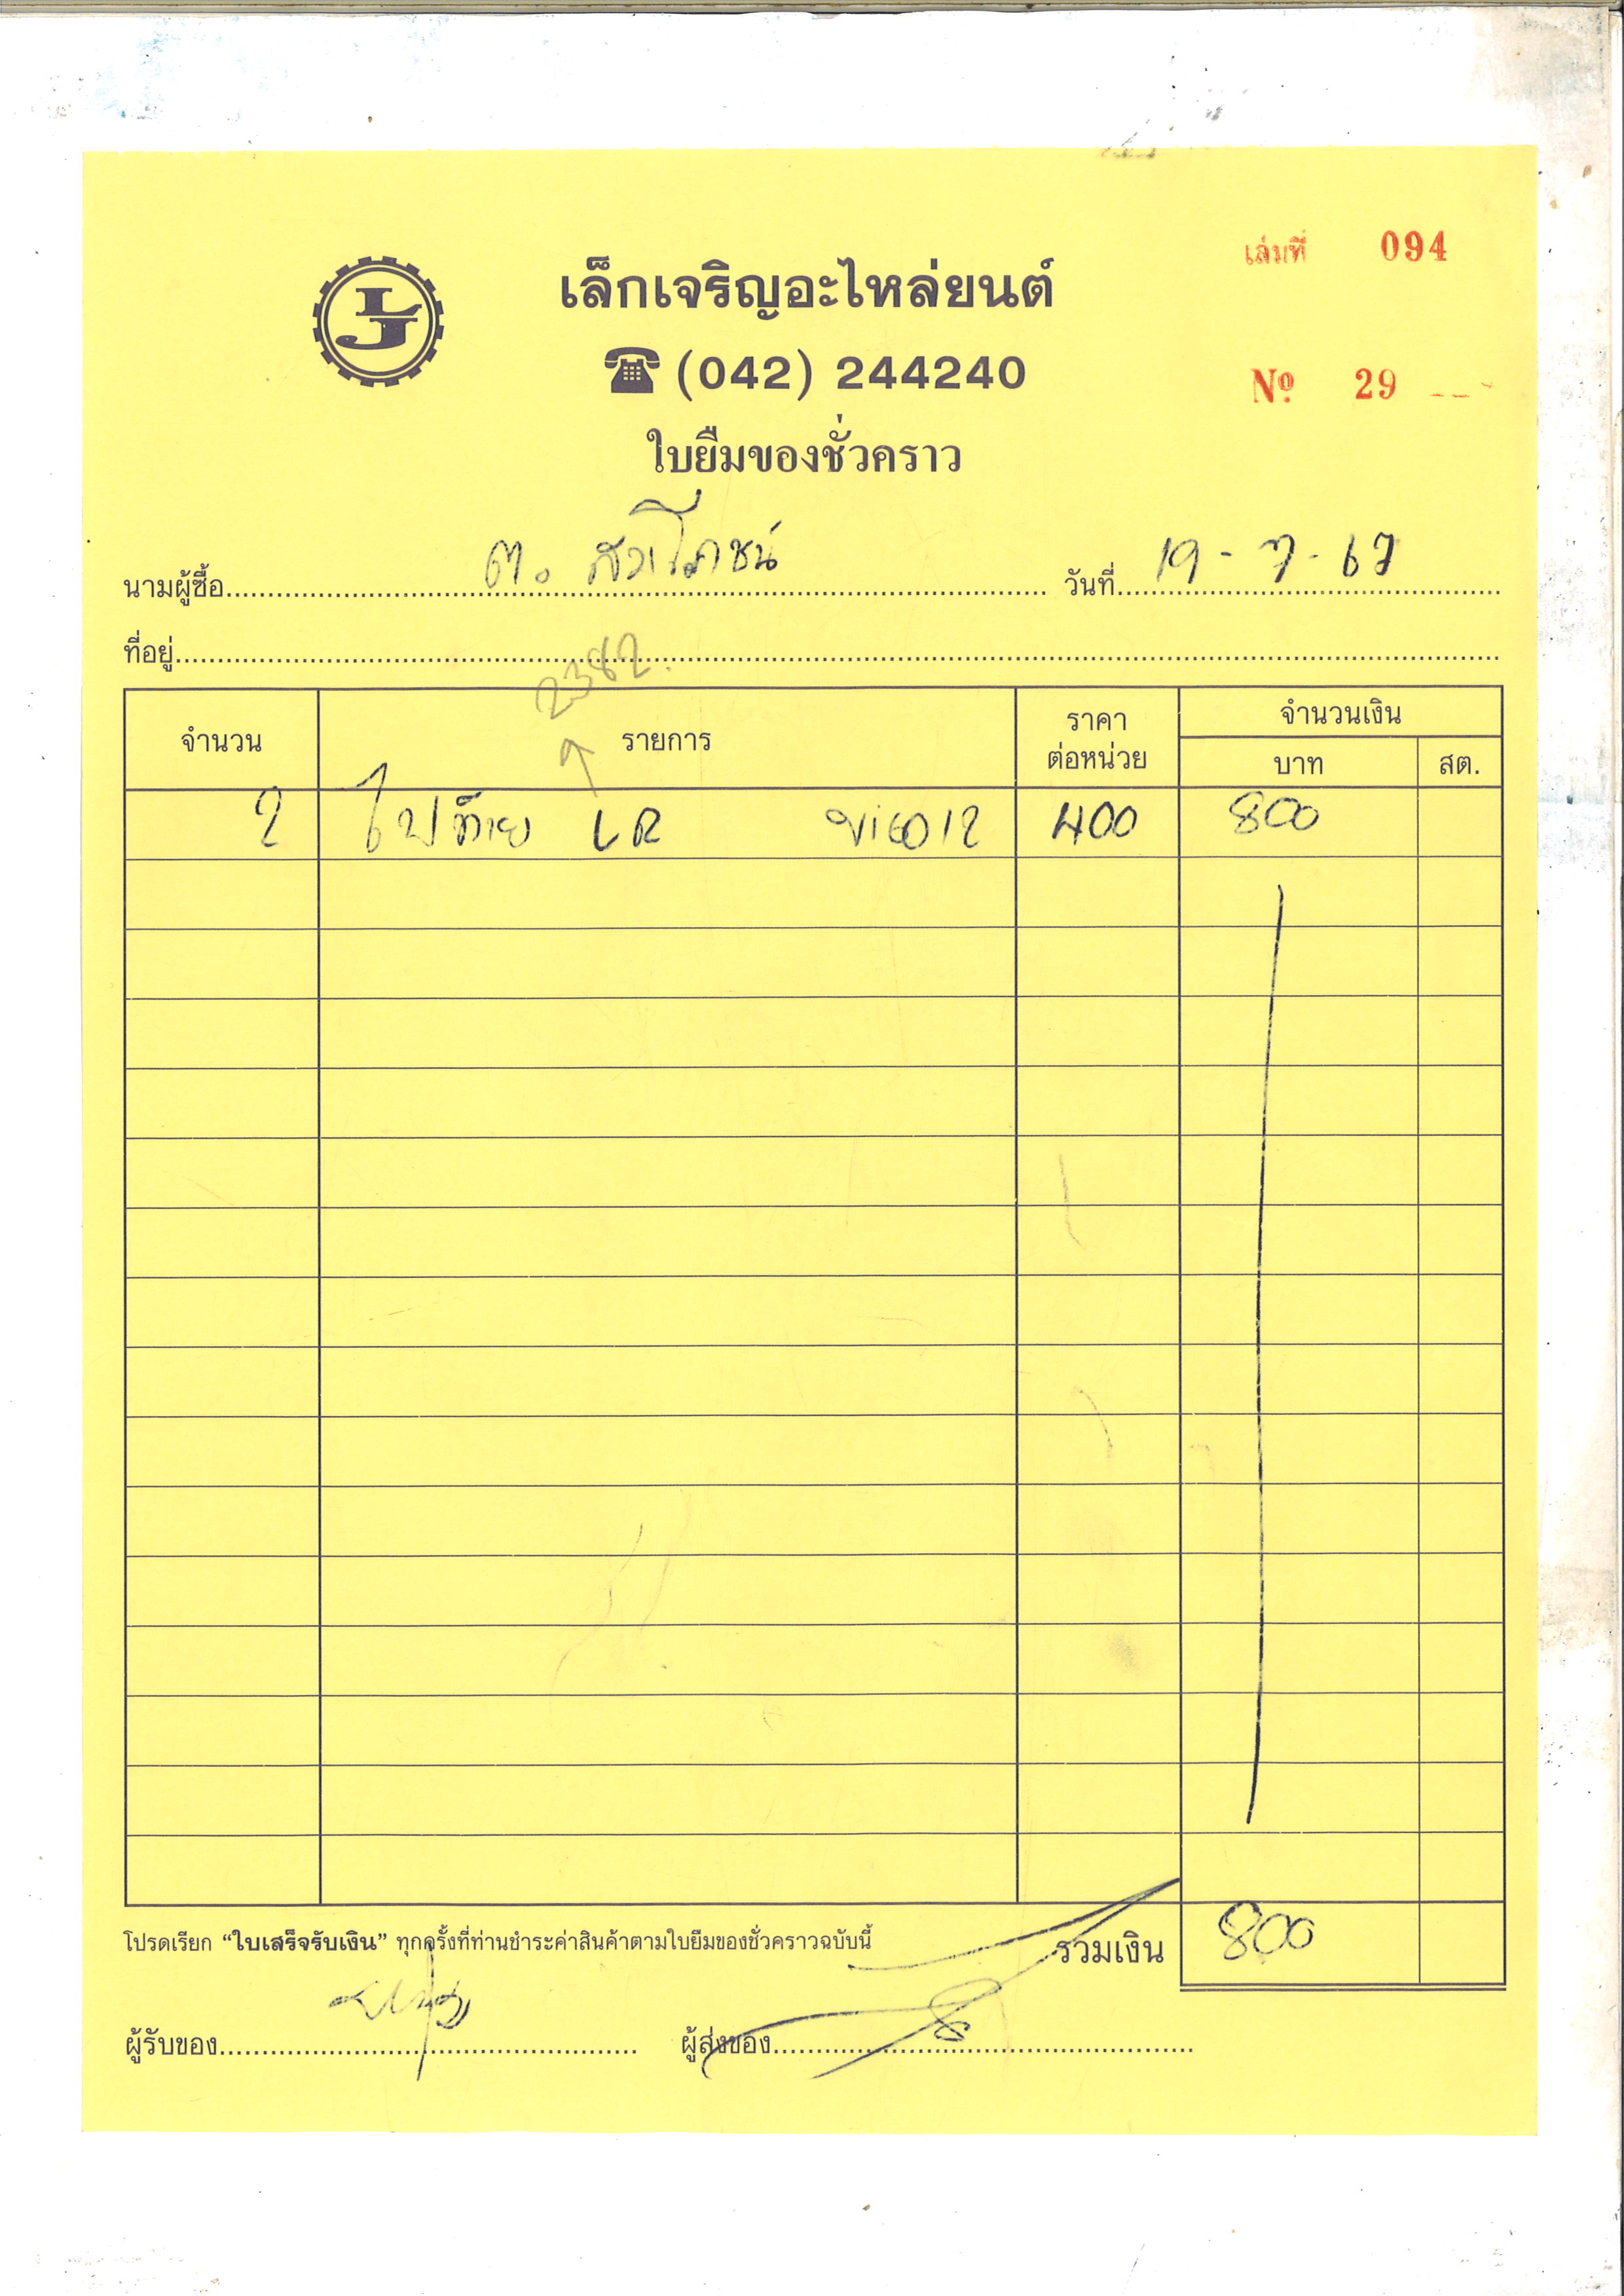 เล่มที่ 094
LJ
เล็กเจริญอะไหล่ยนต์
☎ (042) 244240
Nº 29
ใบยืมของชั่วคราว
นามผู้ซื้อ ต. วันที่ 19-7-67
ที่อยู่
2382
จำนวน รายการ ราคา ต่อหน่วย จำนวนเงิน
บาท สต.
2 ไฟท้าย LR 400 800
โปรดเรียก “ใบเสร็จรับเงิน” ทุกครั้งที่ท่านชำระค่าสินค้าตามใบยืมของชั่วคราวฉบับนี้ รวมเงิน 800
ผู้รับของ ผู้ส่งของ